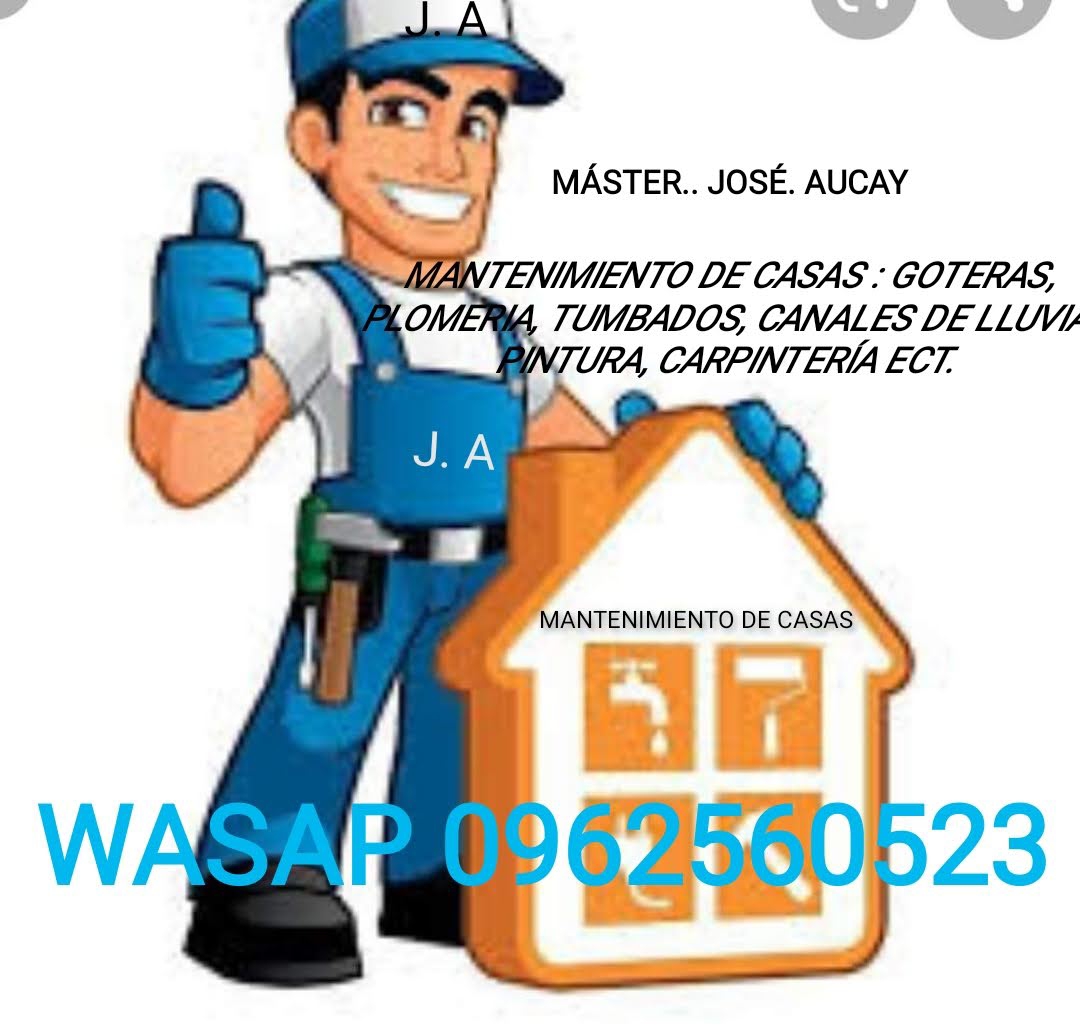 J. A
MÁSTER.. JOSÉ. AUCAY
MANTENIMIENTO DE CASAS : GOTERAS,
PLOMERIA, TUMBADOS, CANALES DE LLUVIA
PINTURA, CARPINTERÍA ECT.
J. A
MANTENIMIENTO DE CASAS
WASAP 0962560523